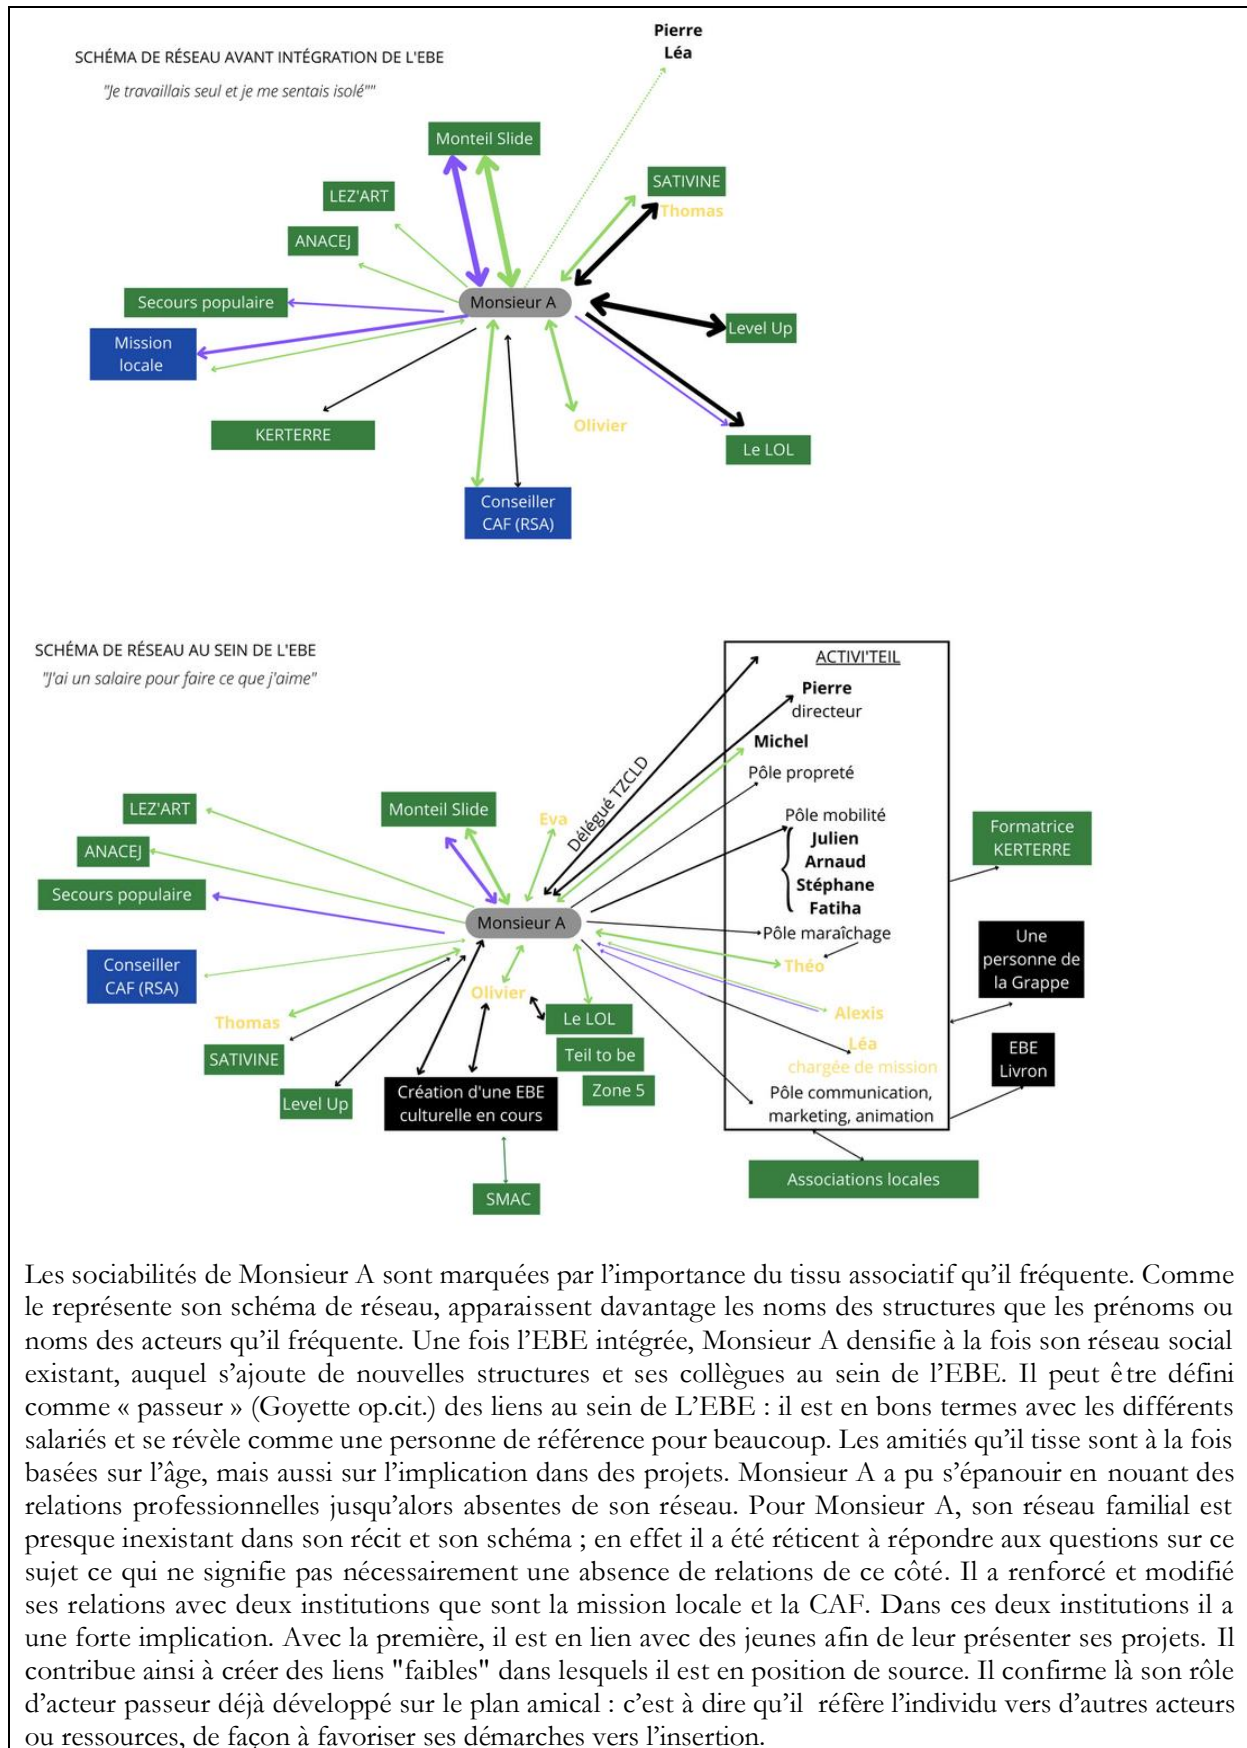 SCHÉMA DE RÉSEAU AVANT INTÉGRATION DE L'EBE
"Je travaillais seul et je me sentais isolé""
Pierre
Léa
Monteil Slide
SATIVINE
Thomas
LEZ'ART
ANACEJ
Secours populaire
Monsieur A
Level Up
Mission
locale
Olivier
KERTERRE
Le LOL
Conseiller
CAF (RSA)
SCHÉMA DE RÉSEAU AU SEIN DE L'EBE
"J'ai un salaire pour faire ce que j'aime"
ACTIVI'TEIL
Pierre
directeur
Michel
Pôle propreté
Délégué TZCLD
Pôle mobilité
Julien
Arnaud
Stéphane
Fatiha
Pôle maraîchage
Théo
Alexis
Léa
chargée de mission
Pôle communication,
marketing, animation
LEZ'ART
Monteil Slide
Eva
ANACEJ
Secours populaire
Monsieur A
Conseiller
CAF (RSA)
Olivier
Thomas
Le LOL
SATIVINE
Teil to be
Level Up
Création d'une EBE
culturelle en cours
Zone 5
SMAC
Formatrice
KERTERRE
Une
personne de
la Grappe
EBE
Livron
Associations locales
Les sociabilités de Monsieur A sont marquées par l'importance du tissu associatif qu'il fréquente. Comme
le représente son schéma de réseau, apparaissent davantage les noms des structures que les prénoms ou
noms des acteurs qu'il fréquente. Une fois l'EBE intégrée, Monsieur A densifie à la fois son réseau social
existant, auquel s'ajoute de nouvelles structures et ses collègues au sein de l'EBE. Il peut être défini
comme « passeur » (Goyette op.cit.) des liens au sein de L'EBE : il est en bons termes avec les différents
salariés et se révèle comme une personne de référence pour beaucoup. Les amitiés qu'il tisse sont à la fois
basées sur l'âge, mais aussi sur l'implication dans des projets. Monsieur A a pu s'épanouir en nouant des
relations professionnelles jusqu'alors absentes de son réseau. Pour Monsieur A, son réseau familial est
presque inexistant dans son récit et son schéma ; en effet il a été réticent à répondre aux questions sur ce
sujet ce qui ne signifie pas nécessairement une absence de relations de ce côté. Il a renforcé et modifié
ses relations avec deux institutions que sont la mission locale et la CAF. Dans ces deux institutions il a
une forte implication. Avec la première, il est en lien avec des jeunes afin de leur présenter ses projets. Il
contribue ainsi à créer des liens "faibles" dans lesquels il est en position de source. Il confirme là son rôle
d'acteur passeur déjà développé sur le plan amical : c'est à dire qu'il réfère l'individu vers d'autres acteurs
ou ressources, de façon à favoriser ses démarches vers l'insertion.